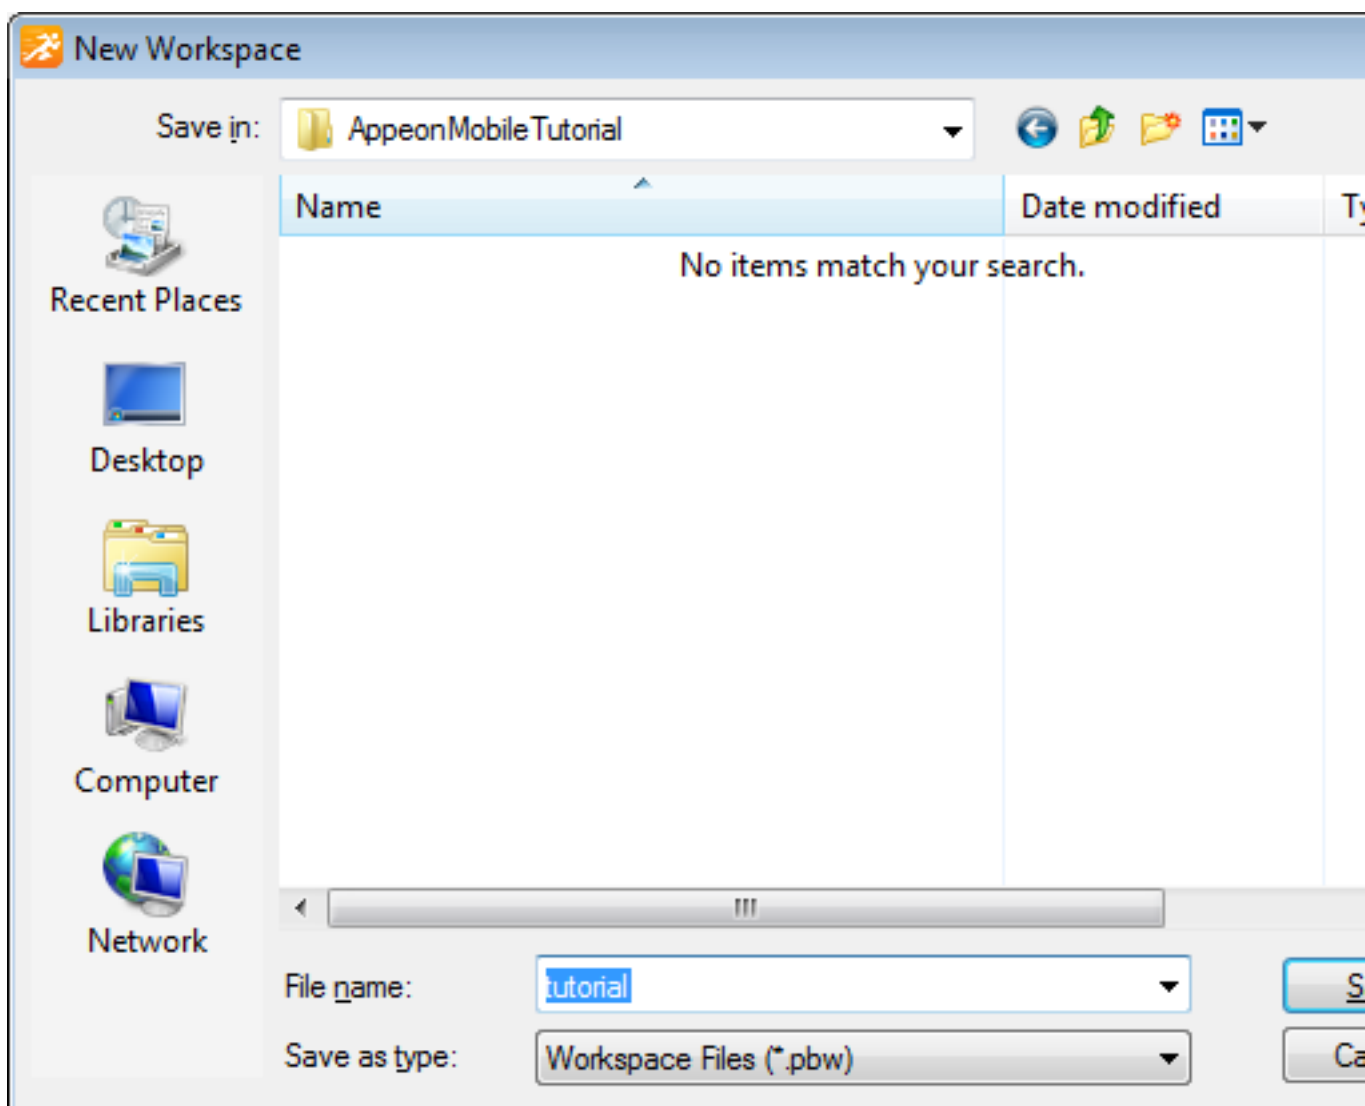 New Workspace
Save in: AppeonMobileTutorial
Name Date modified
No items match your search.
Recent Places
Desktop
Libraries
Computer
Network
File name: tutorial
Save as type: Workspace Files (*.pbw)